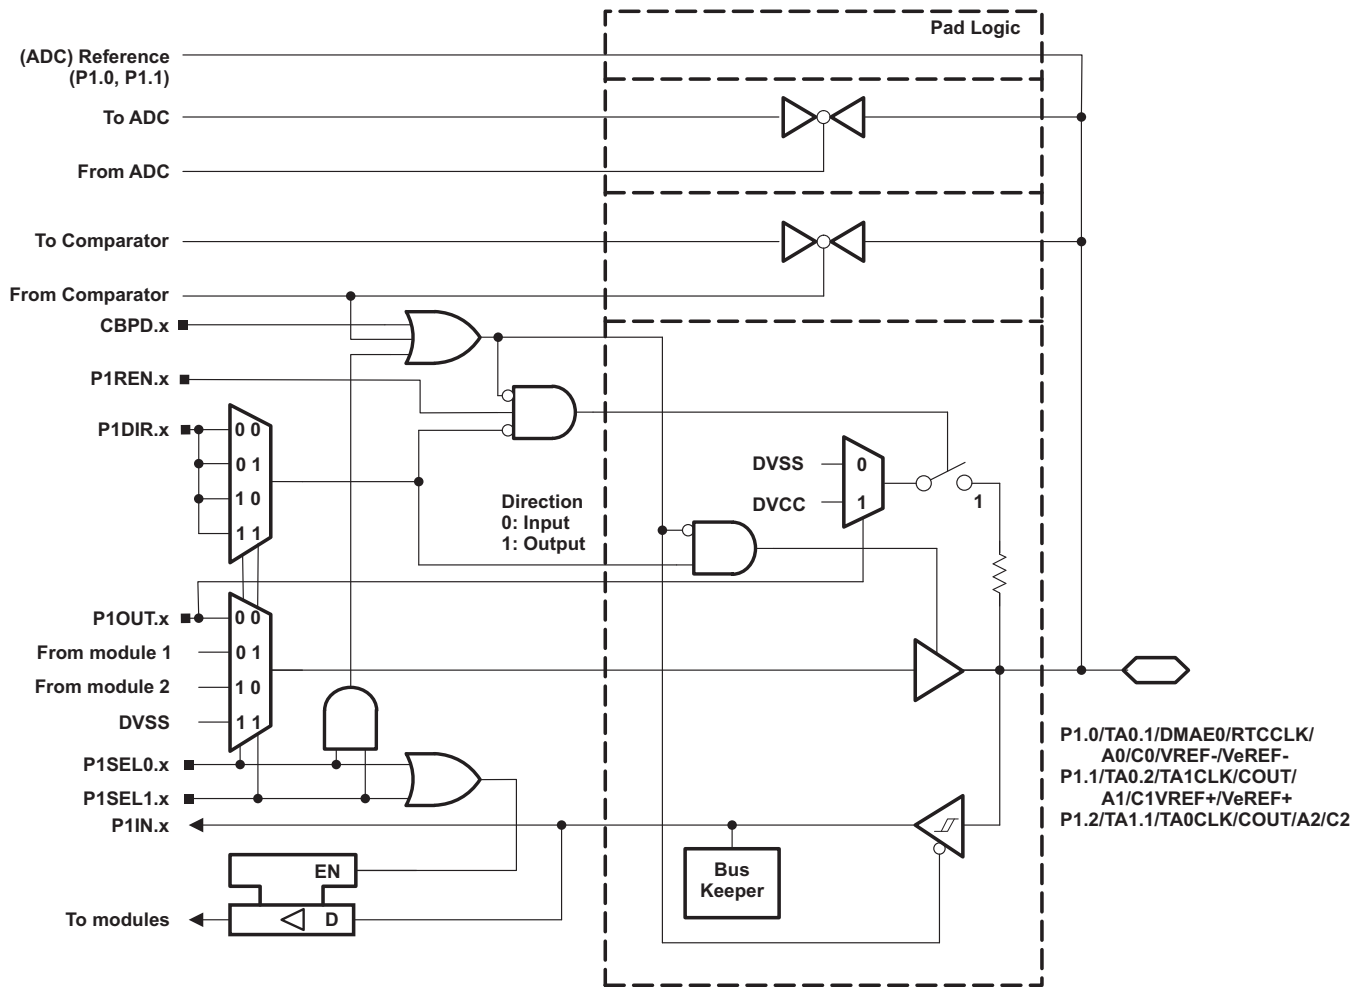 Pad Logic
(ADC) Reference
(P1.0, P1.1)
To ADC
From ADC
To Comparator
From Comparator
CBPD.x
P1REN.x
P1DIR.x
0 0
0 1
1 0
1 1
Direction
0: Input
1: Output
DVSS
0
DVCC
1
1
P1OUT.x
0 0
From module 1
0 1
From module 2
1 0
DVSS
1 1
P1SEL0.x
P1SEL1.x
P1IN.x
EN
To modules
D
Bus
Keeper
P1.0/TA0.1/DMAE0/RTCCLK/
A0/C0/VREF-/VeREF-
P1.1/TA0.2/TA1CLK/COUT/
A1/C1VREF+/VeREF+
P1.2/TA1.1/TA0CLK/COUT/A2/C2